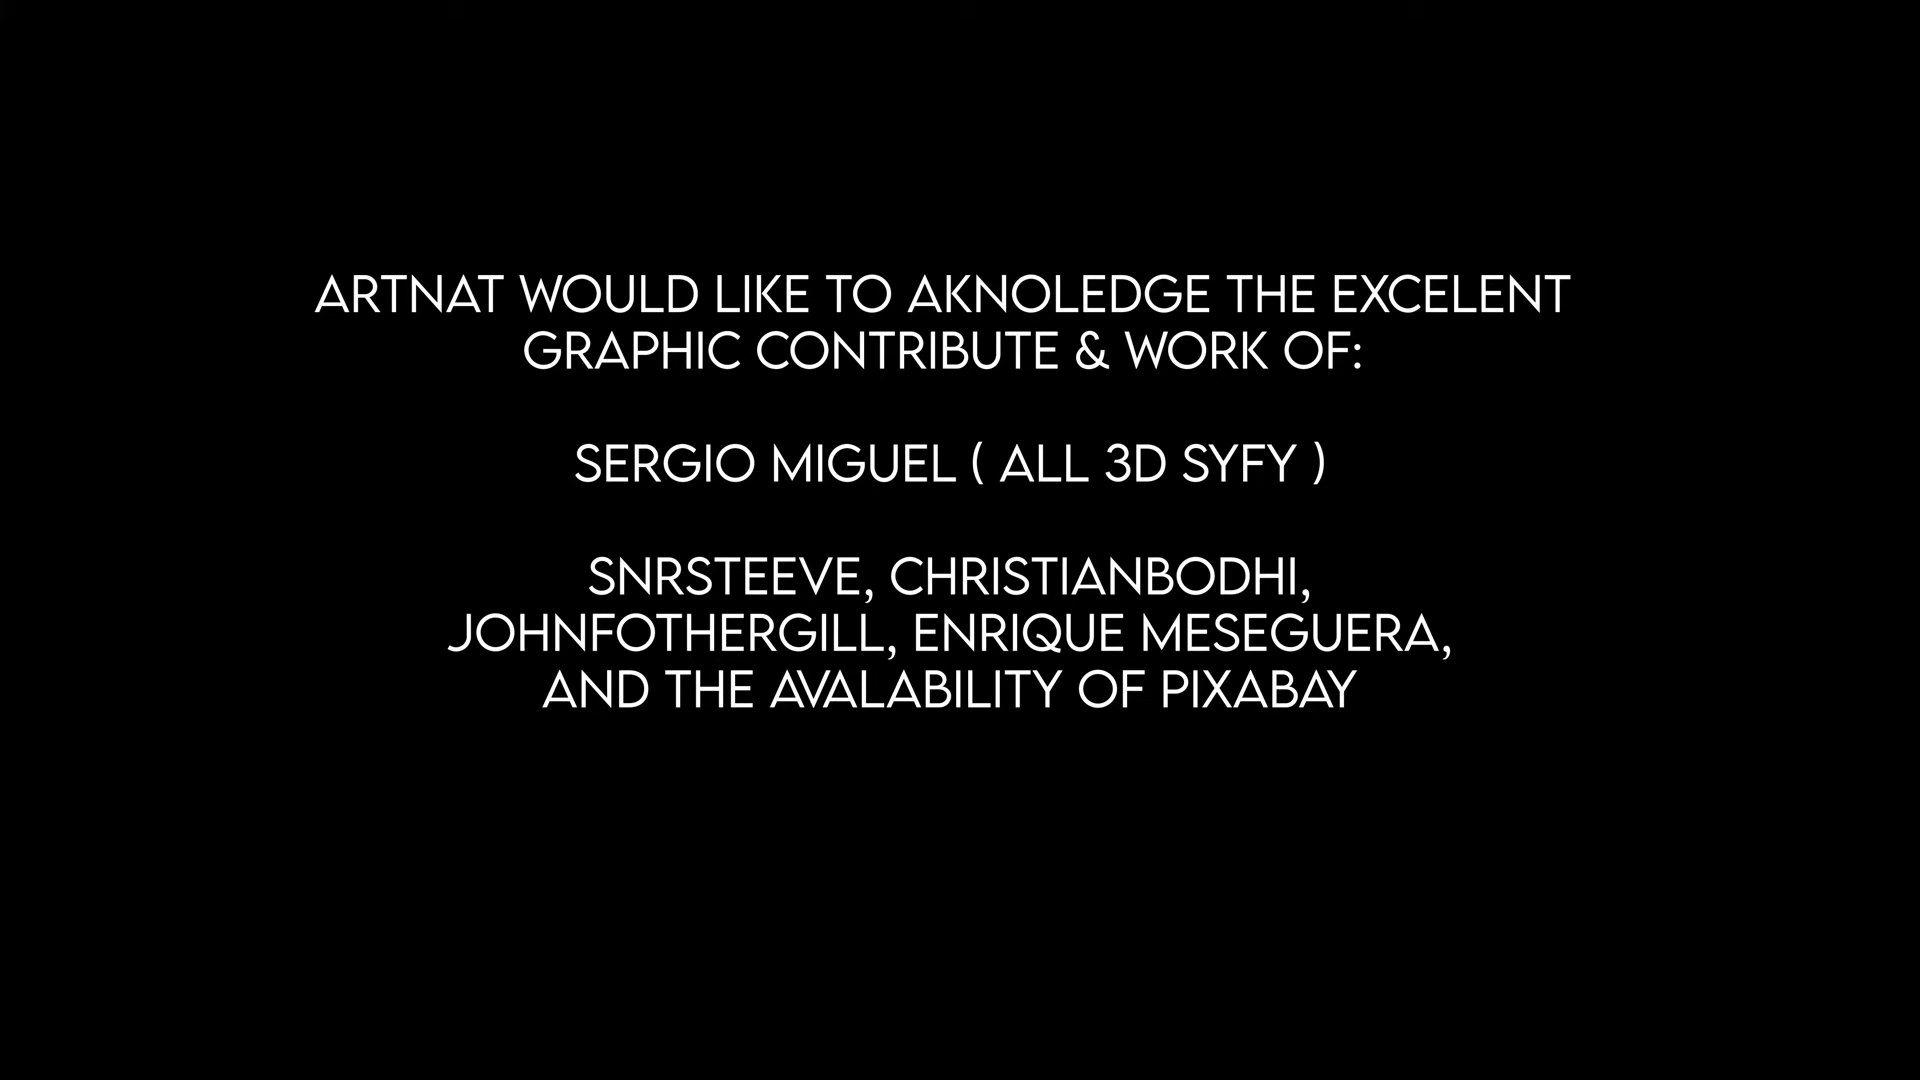 ARTNAT WOULD LIKE TO AKNOLEDGE THE EXCELENT
GRAPHIC CONTRIBUTE & WORK OF:
SERGIO MIGUEL ( ALL 3D SYFY )
SNRSTEEVE, CHRISTIANBODHI,
JOHNFOTHERGILL, ENRIQUE MESEGUERA,
AND THE AVALABILITY OF PIXABAY